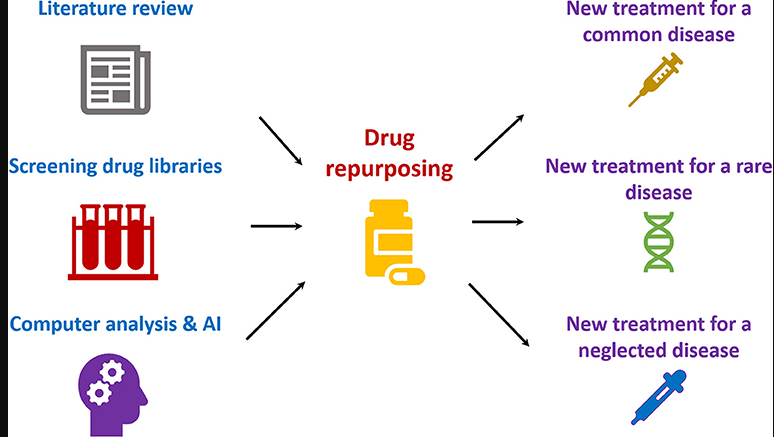 Literature review
Screening drug libraries
Computer analysis & AI
Drug
repurposing
New treatment for a
common disease
New treatment for a rare
disease
New treatment for a
neglected disease